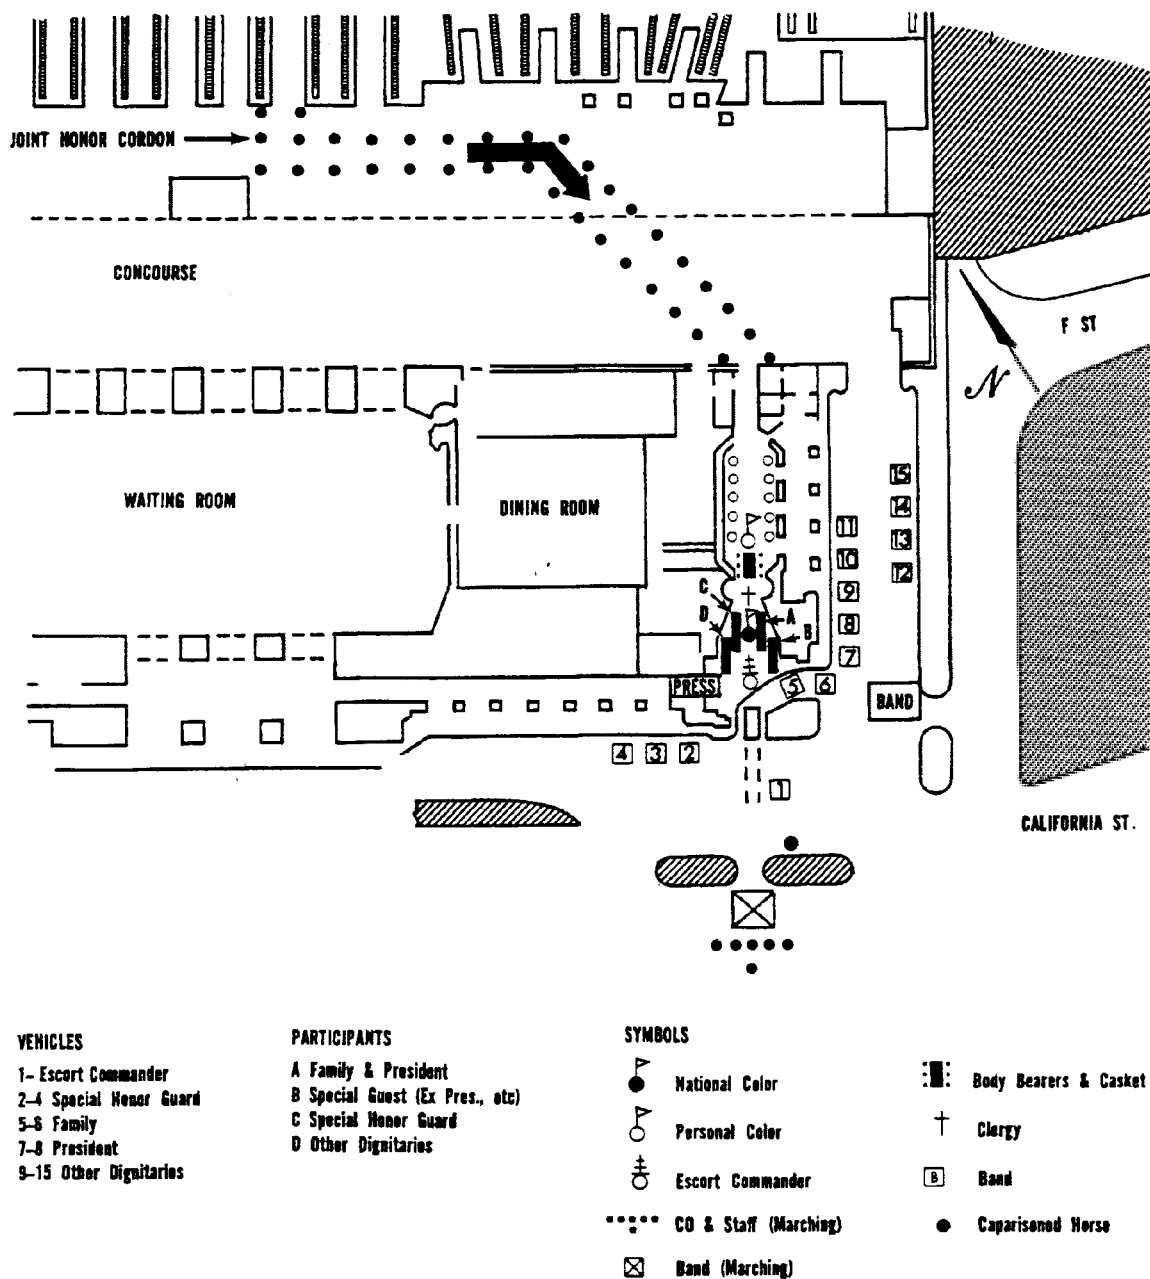 JOINT HONOR CORDON
CONCOURSE
F ST
N
WAITING ROOM
DINING ROOM
15
14
13
12
11
10
9
8
7
C
D
A
B
PRESS
5
6
BAND
4
3
2
1
CALIFORNIA ST.
VEHICLES
1- Escort Commander
2-4 Special Honor Guard
5-6 Family
7-8 President
9-15 Other Dignitaries
PARTICIPANTS
A Family & President
B Special Guest (Ex Pres., etc)
C Special Honor Guard
D Other Dignitaries
SYMBOLS
National Color
Personal Color
Escort Commander
CO & Staff (Marching)
Band (Marching)
Body Bearers & Casket
Clergy
B Band
Caparisoned Horse